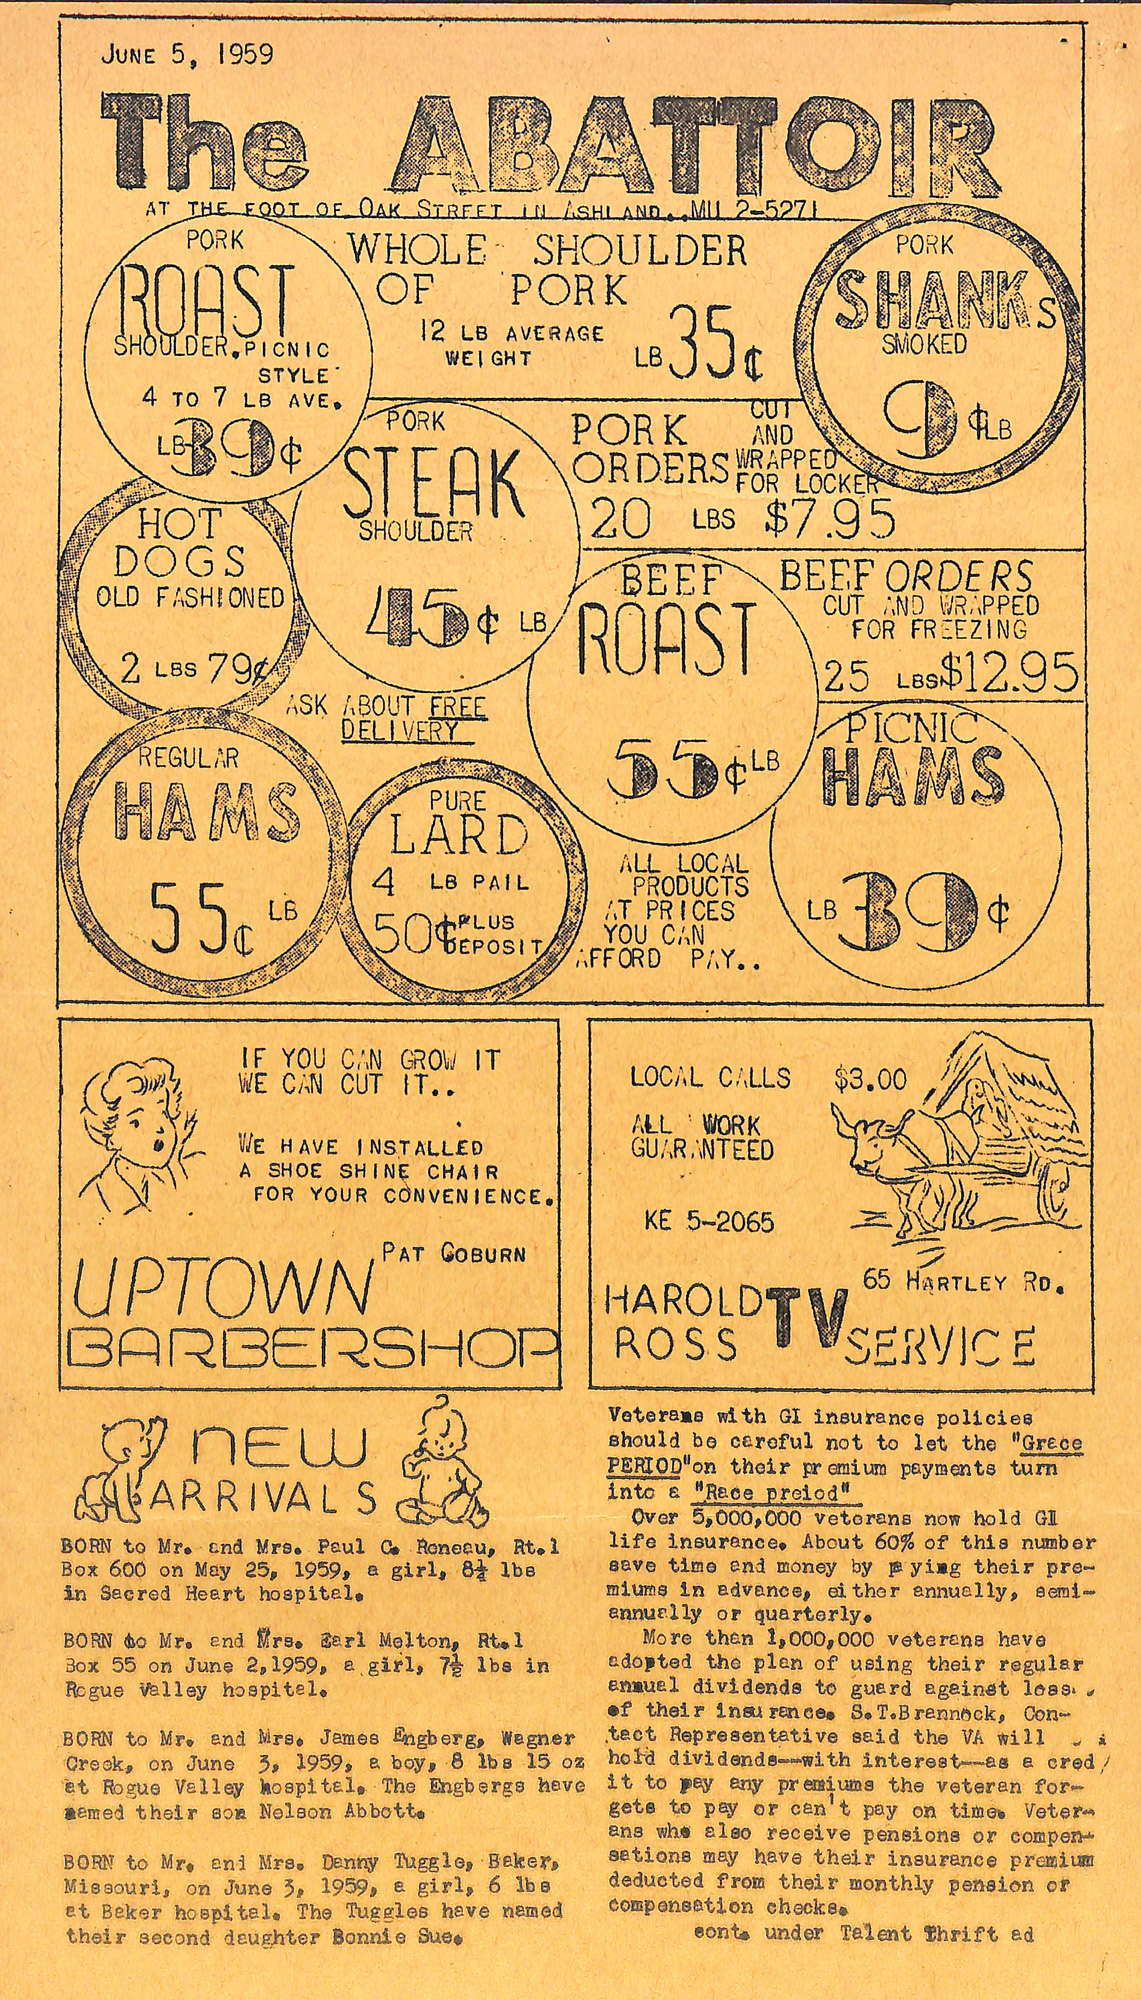 JUNE 5, 1959
The ABATTOIR
AT THE FOOT OF OAK STREET IN ASHLAND..MU 2-5271
PORK
ROAST
SHOULDER.PICNIC
STYLE
4 TO 7 LB AVE.
LB 39¢
WHOLE SHOULDER
OF PORK
12 LB AVERAGE
WEIGHT
LB 35¢
PORK
SHANKs
SMOKED
9¢ LB
PORK
STEAK
SHOULDER
45¢ LB
PORK
ORDERS
CUT
AND
WRAPPED
FOR LOCKER
20 LBS $7.95
HOT
DOGS
OLD FASHIONED
2 LBS 79¢
BEEF
ROAST
55¢ LB
BEEF ORDERS
CUT AND WRAPPED
FOR FREEZING
25 LBS $12.95
ASK ABOUT FREE
DELIVERY
REGULAR
HAMS
55¢ LB
PURE
LARD
4 LB PAIL
50¢ PLUS
DEPOSIT
ALL LOCAL
PRODUCTS
AT PRICES
YOU CAN
AFFORD PAY..
PICNIC
HAMS
LB 39¢
IF YOU CAN GROW IT
WE CAN CUT IT..
WE HAVE INSTALLED
A SHOE SHINE CHAIR
FOR YOUR CONVENIENCE.
PAT COBURN
UPTOWN
BARBERSHOP
LOCAL CALLS $3.00
ALL WORK
GUARANTEED
KE 5-2065
65 HARTLEY RD.
HAROLD
ROSS
TV SERVICE
NEW
ARRIVALS
BORN to Mr. and Mrs. Paul C. Roneau, Rt.1
Box 600 on May 25, 1959, a girl, 8½ lbs
in Sacred Heart hospital.
BORN to Mr. and Mrs. Earl Melton, Rt.1
Box 55 on June 2,1959, a girl, 7½ lbs in
Rogue Valley hospital.
BORN to Mr. and Mrs. James Engberg, Wagner
Creek, on June 3, 1959, a boy, 8 lbs 15 oz
at Rogue Valley hospital. The Engbergs have
named their son Nelson Abbott.
BORN to Mr. and Mrs. Danny Tuggle, Baker,
Missouri, on June 3, 1959, a girl, 6 lbs
at Baker hospital. The Tuggles have named
their second daughter Bonnie Sue.
Veterans with GI insurance policies
should be careful not to let the "Grace
PERIOD"on their premium payments turn
into a "Race preiod"
Over 5,000,000 veterans now hold GI
life insurance. About 60% of this number
save time and money by paying their pre-
miums in advance, either annually, semi-
annually or quarterly.
More than 1,000,000 veterans have
adopted the plan of using their regular
annual dividends to guard against loss
of their insurance. S.T.Brannock, Con-
tact Representative said the VA will
hold dividends--with interest--as a cred
it to pay any premiums the veteran for-
gets to pay or can't pay on time. Veter-
ans who also receive pensions or compen-
sations may have their insurance premium
deducted from their monthly pension or
compensation checks.
cont. under Talent Thrift ad